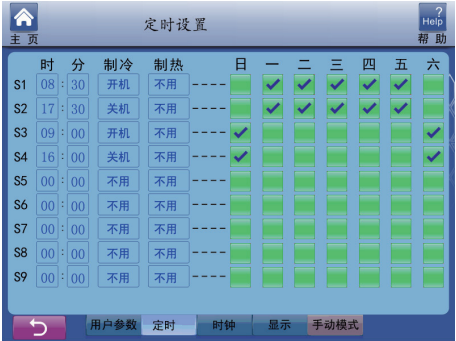 主 页
定时设置
? Help
帮 助
时 分 制冷 制热 日 一 二 三 四 五 六
S1 08 : 30 开机 不用 ----
S2 17 : 30 关机 不用 ----
S3 09 : 00 开机 不用 ----
S4 16 : 00 关机 不用 ----
S5 00 : 00 不用 不用 ----
S6 00 : 00 不用 不用 ----
S7 00 : 00 不用 不用 ----
S8 00 : 00 不用 不用 ----
S9 00 : 00 不用 不用 ----
用户参数 定时 时钟 显示 手动模式